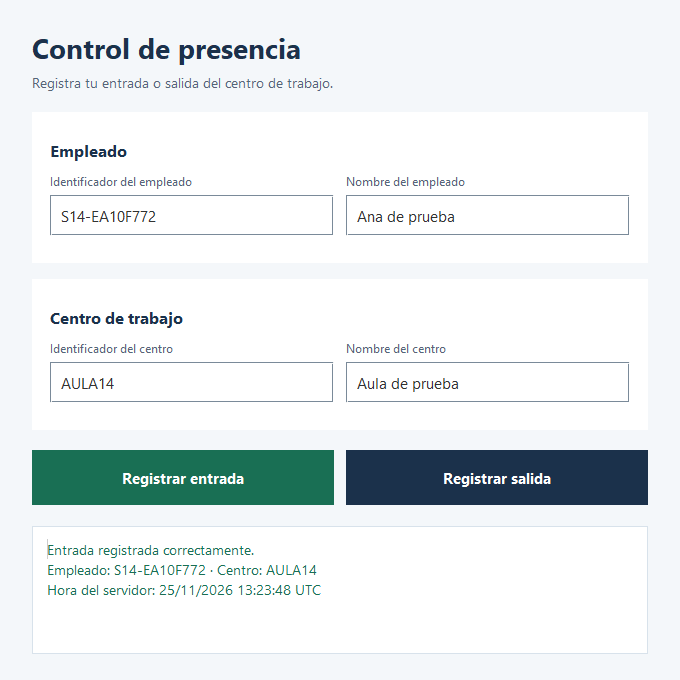 Control de presencia
Registra tu entrada o salida del centro de trabajo.
Empleado
Identificador del empleado
Nombre del empleado
S14-EA10F772
Ana de prueba
Centro de trabajo
Identificador del centro
Nombre del centro
AULA14
Aula de prueba
Registrar entrada
Registrar salida
Entrada registrada correctamente.
Empleado: S14-EA10F772 · Centro: AULA14
Hora del servidor: 25/11/2026 13:23:48 UTC